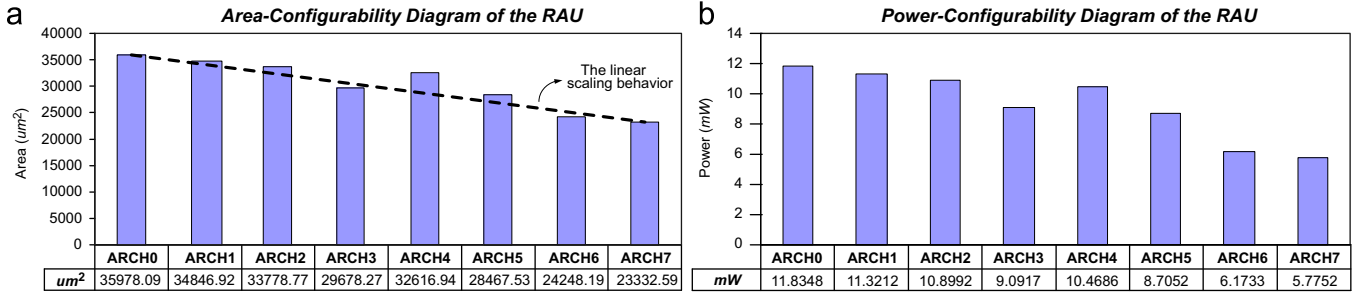 a
Area-Configurability Diagram of the RAU
40000
35000
30000
25000
20000
15000
10000
5000
0
Area (um²)
The linear
scaling behavior
ARCH0 ARCH1 ARCH2 ARCH3 ARCH4 ARCH5 ARCH6 ARCH7
um² 35978.09 34846.92 33778.77 29678.27 32616.94 28467.53 24248.19 23332.59
b
Power-Configurability Diagram of the RAU
14
12
10
8
6
4
2
0
Power (mW)
ARCH0 ARCH1 ARCH2 ARCH3 ARCH4 ARCH5 ARCH6 ARCH7
mW 11.8348 11.3212 10.8992 9.0917 10.4686 8.7052 6.1733 5.7752